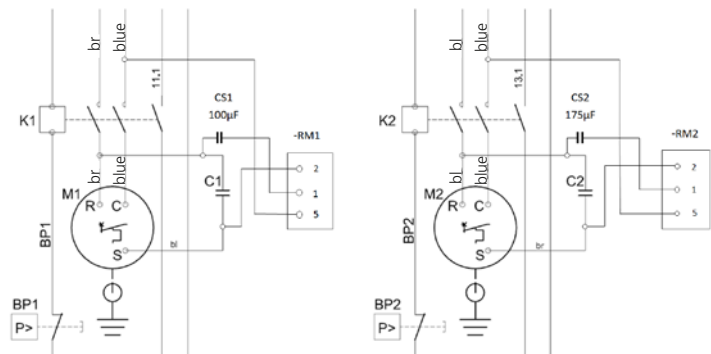 br
blue
11.1
K1
CS1
100µF
-RM1
2
1
5
br
blue
C1
M1
R
C
S
bl
BP1
BP1
P>
bl
blue
13.1
K2
CS2
175µF
-RM2
2
1
5
bl
blue
C2
M2
R
C
S
br
BP2
BP2
P>